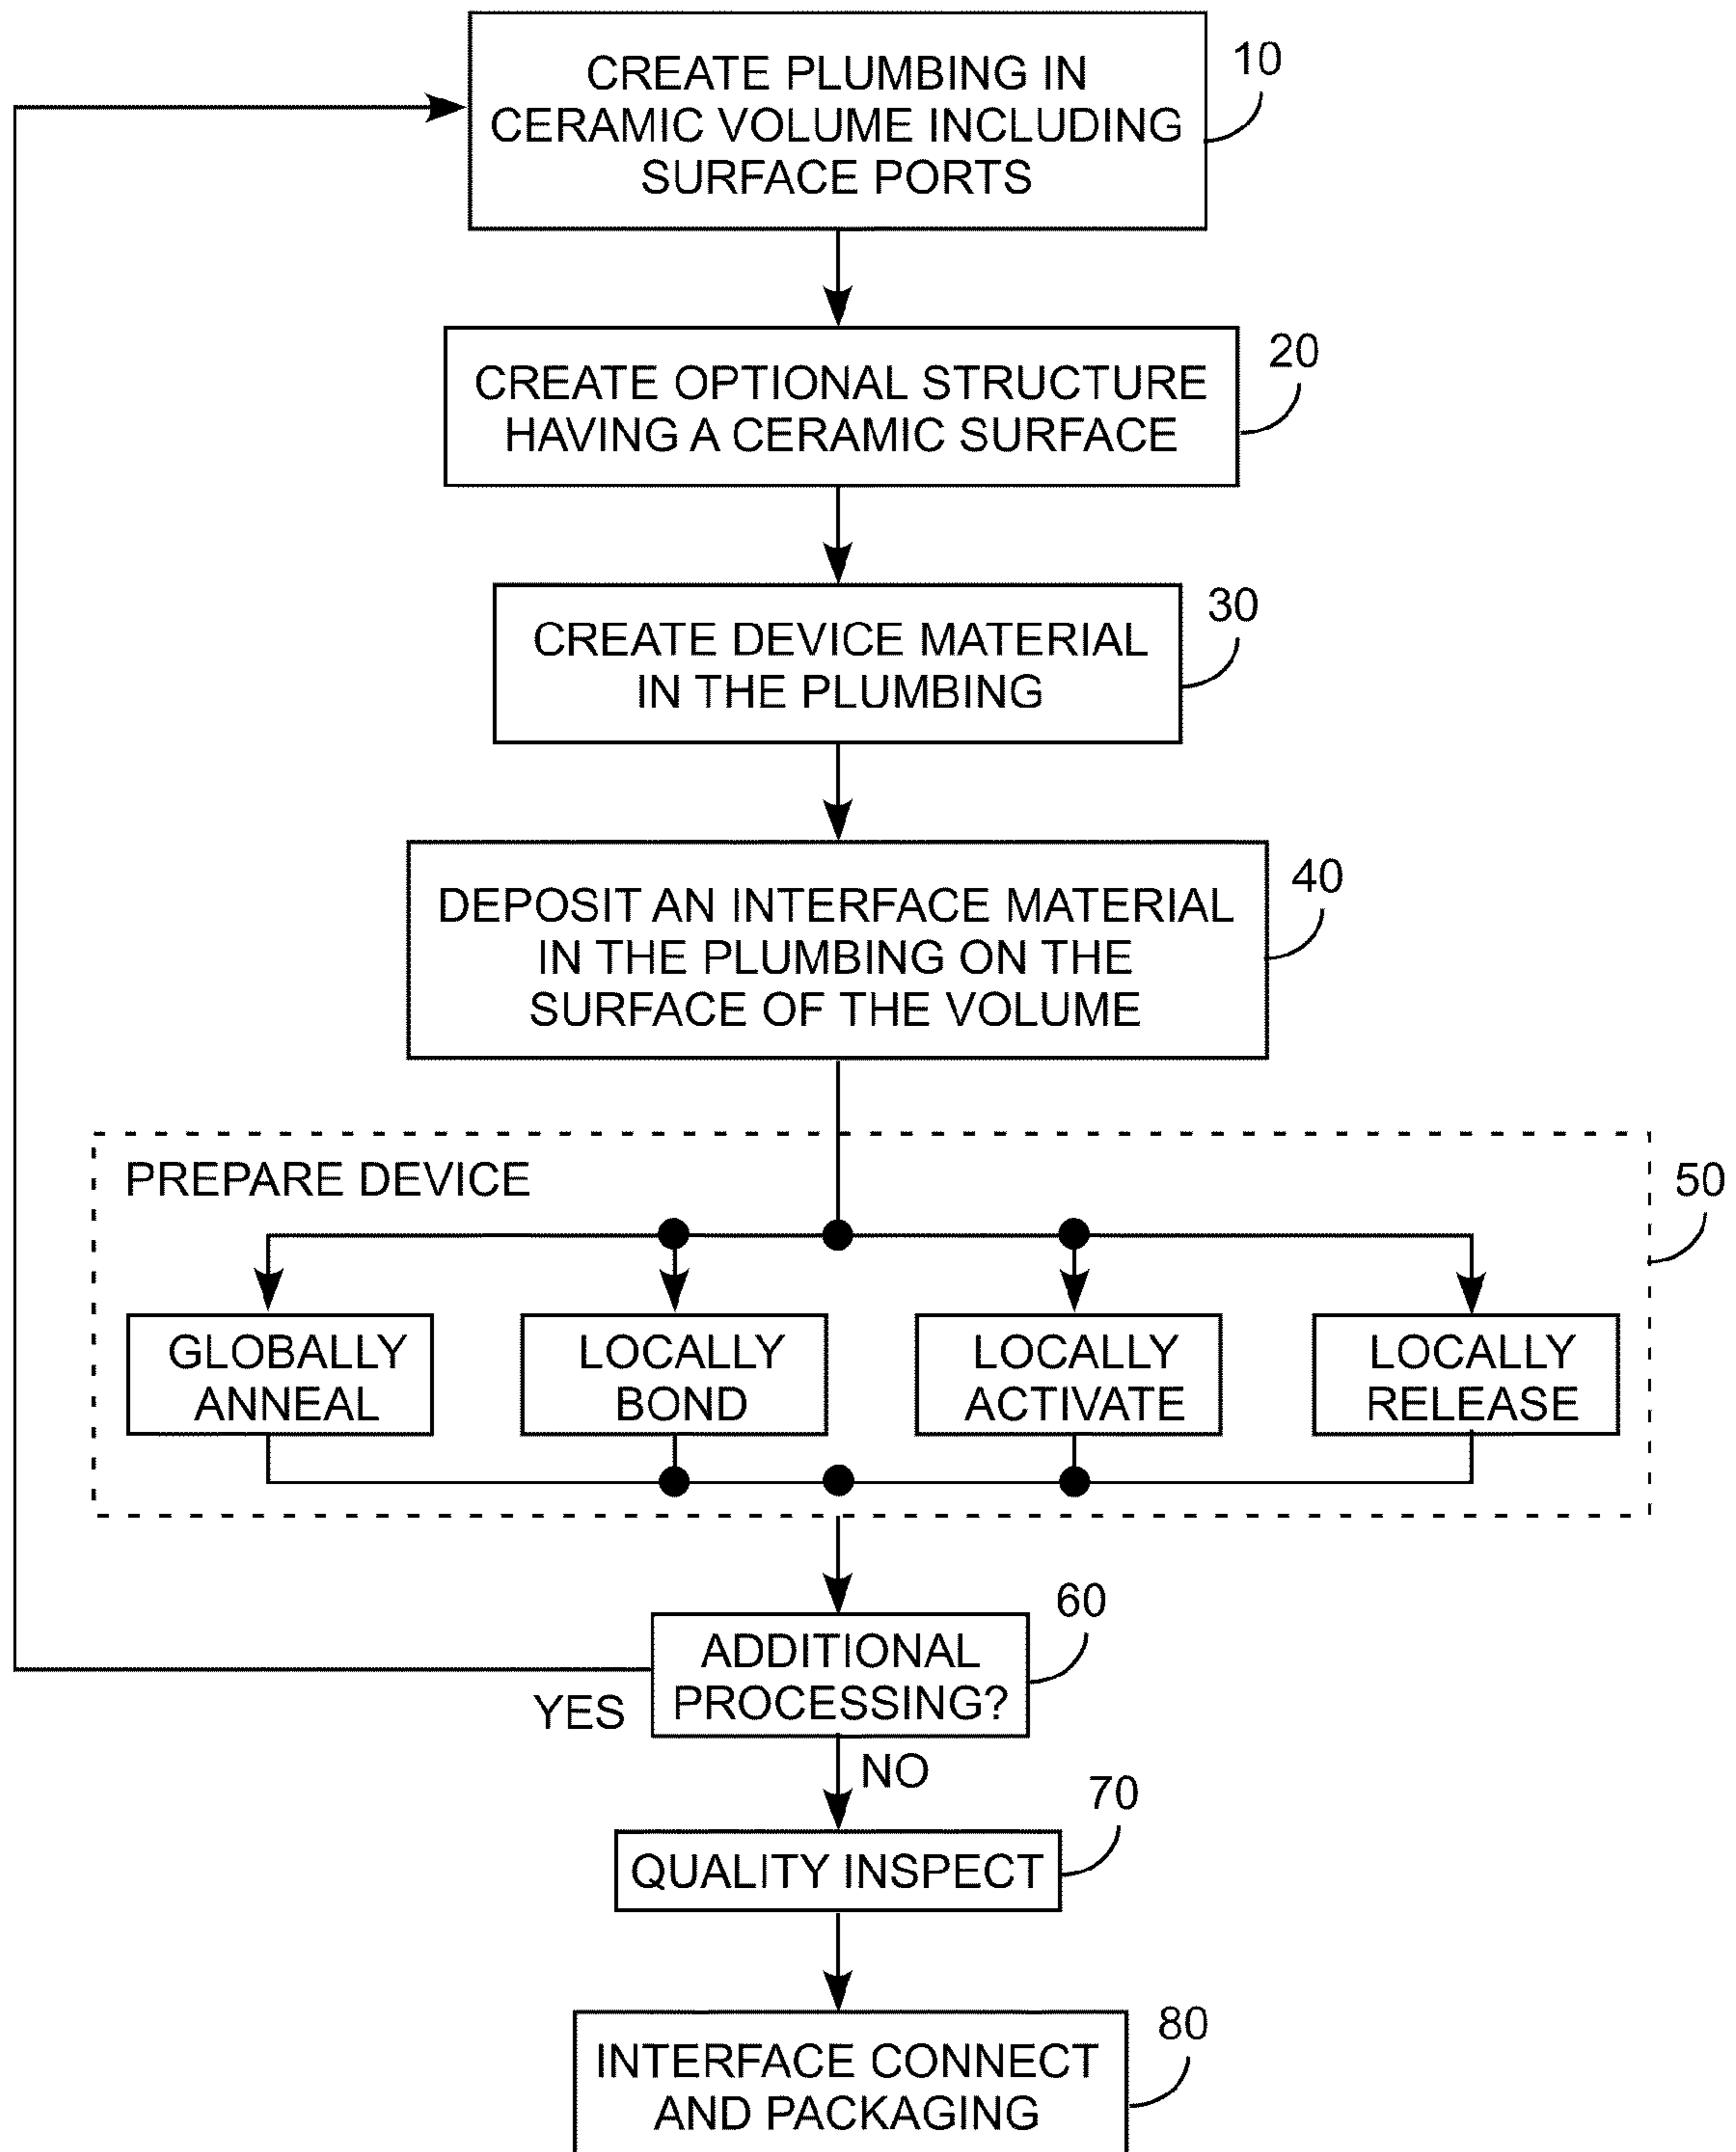 CREATE PLUMBING IN
CERAMIC VOLUME INCLUDING
SURFACE PORTS
10
CREATE OPTIONAL STRUCTURE
HAVING A CERAMIC SURFACE
20
CREATE DEVICE MATERIAL
IN THE PLUMBING
30
DEPOSIT AN INTERFACE MATERIAL
IN THE PLUMBING ON THE
SURFACE OF THE VOLUME
40
PREPARE DEVICE
50
GLOBALLY
ANNEAL
LOCALLY
BOND
LOCALLY
ACTIVATE
LOCALLY
RELEASE
ADDITIONAL
PROCESSING?
60
YES
NO
QUALITY INSPECT
70
INTERFACE CONNECT
AND PACKAGING
80